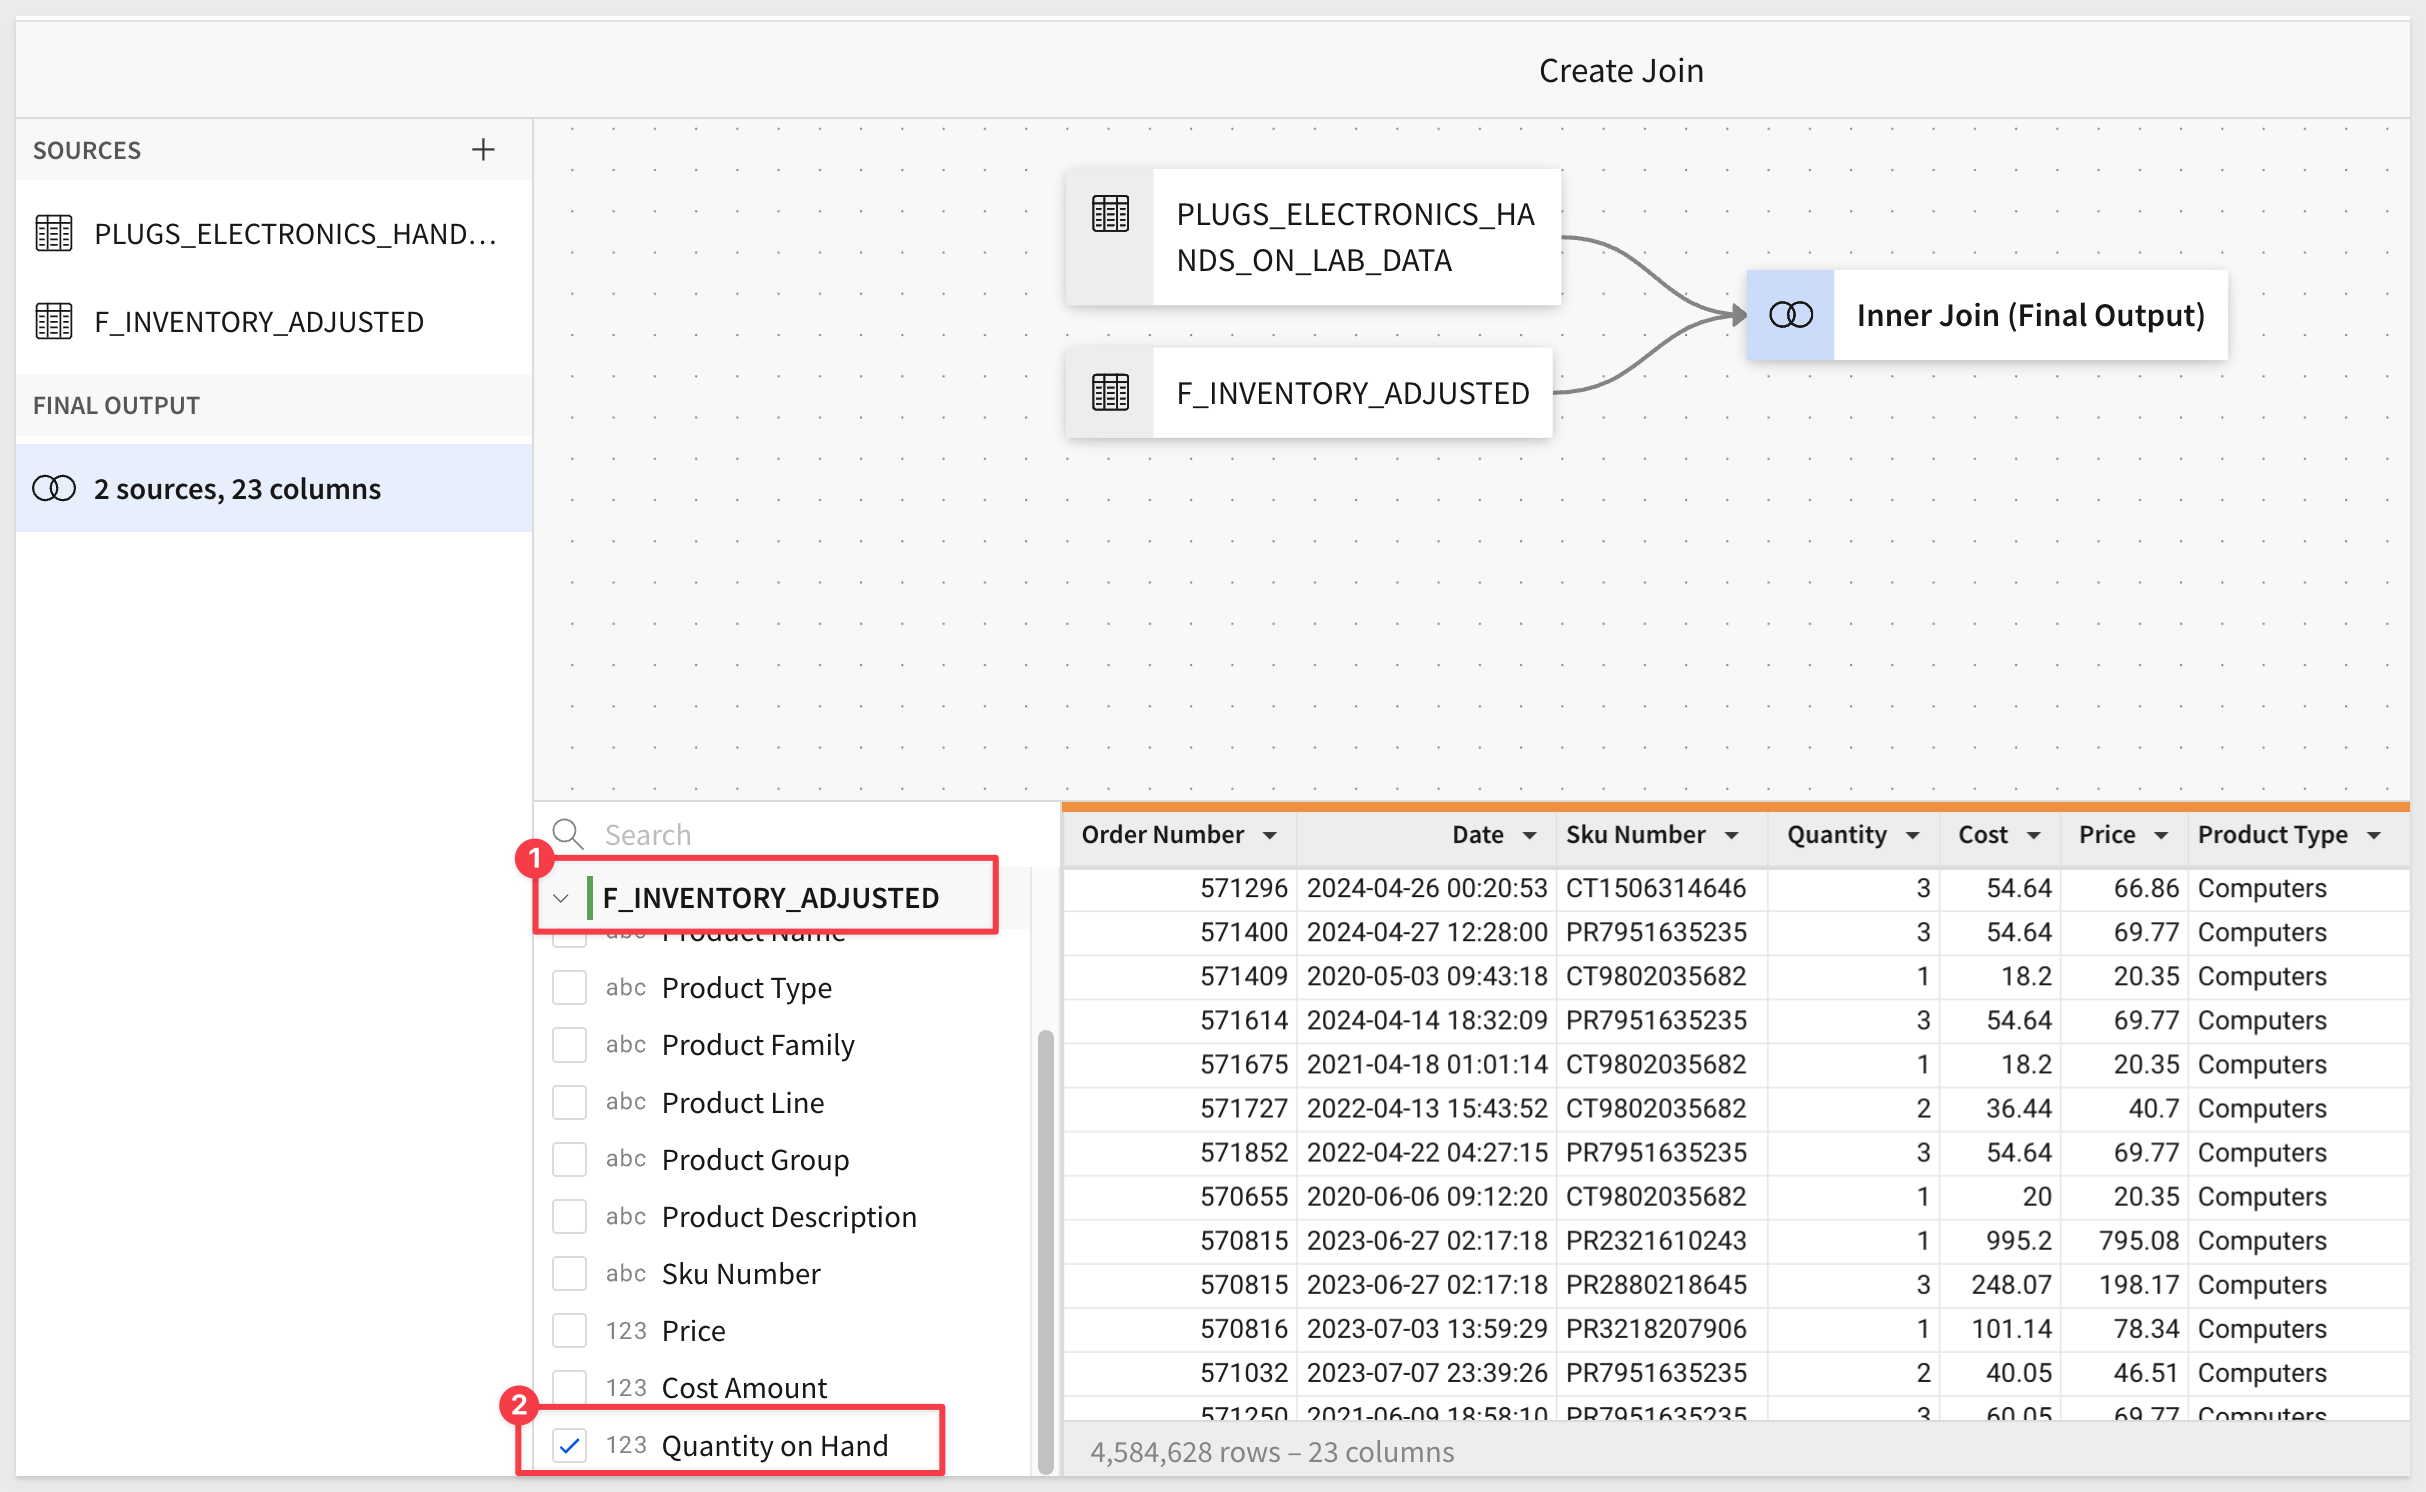 Create Join
SOURCES
PLUGS_ELECTRONICS_HAND...
F_INVENTORY_ADJUSTED
FINAL OUTPUT
2 sources, 23 columns
PLUGS_ELECTRONICS_HA
NDS_ON_LAB_DATA
F_INVENTORY_ADJUSTED
Inner Join (Final Output)
Search
1
F_INVENTORY_ADJUSTED
abc Product Name
abc Product Type
abc Product Family
abc Product Line
abc Product Group
abc Product Description
abc Sku Number
123 Price
123 Cost Amount
2
123 Quantity on Hand
Order Number Date Sku Number Quantity Cost Price Product Type
571296 2024-04-26 00:20:53 CT1506314646 3 54.64 66.86 Computers
571400 2024-04-27 12:28:00 PR7951635235 3 54.64 69.77 Computers
571409 2020-05-03 09:43:18 CT9802035682 1 18.2 20.35 Computers
571614 2024-04-14 18:32:09 PR7951635235 3 54.64 69.77 Computers
571675 2021-04-18 01:01:14 CT9802035682 1 18.2 20.35 Computers
571727 2022-04-13 15:43:52 CT9802035682 2 36.44 40.7 Computers
571852 2022-04-22 04:27:15 PR7951635235 3 54.64 69.77 Computers
570655 2020-06-06 09:12:20 CT9802035682 1 20 20.35 Computers
570815 2023-06-27 02:17:18 PR2321610243 1 995.2 795.08 Computers
570815 2023-06-27 02:17:18 PR2880218645 3 248.07 198.17 Computers
570816 2023-07-03 13:59:29 PR3218207906 1 101.14 78.34 Computers
571032 2023-07-07 23:39:26 PR7951635235 2 40.05 46.51 Computers
571250 2021-06-09 18:58:10 PR7951635235 3 60.05 69.77 Computers
4,584,628 rows – 23 columns